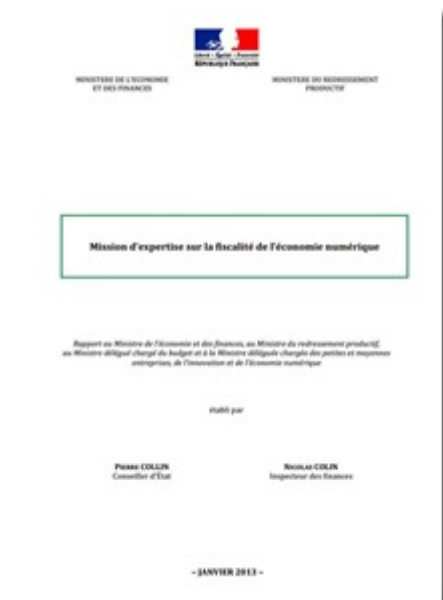 Liberté • Égalité • Fraternité
RÉPUBLIQUE FRANÇAISE
MINISTERE DE L'ECONOMIE
ET DES FINANCES
MINISTERE DU REDRESSEMENT
PRODUCTIF
Mission d'expertise sur la fiscalité de l'économie numérique
Rapport au Ministre de l'économie et des finances, au Ministre du redressement productif,
au Ministre délégué chargé du budget et à la Ministre déléguée chargée des petites et moyennes
entreprises, de l'innovation et de l'économie numérique
établi par
PIERRE COLLIN
Conseiller d'État
NICOLAS COLIN
Inspecteur des finances
– JANVIER 2013 –